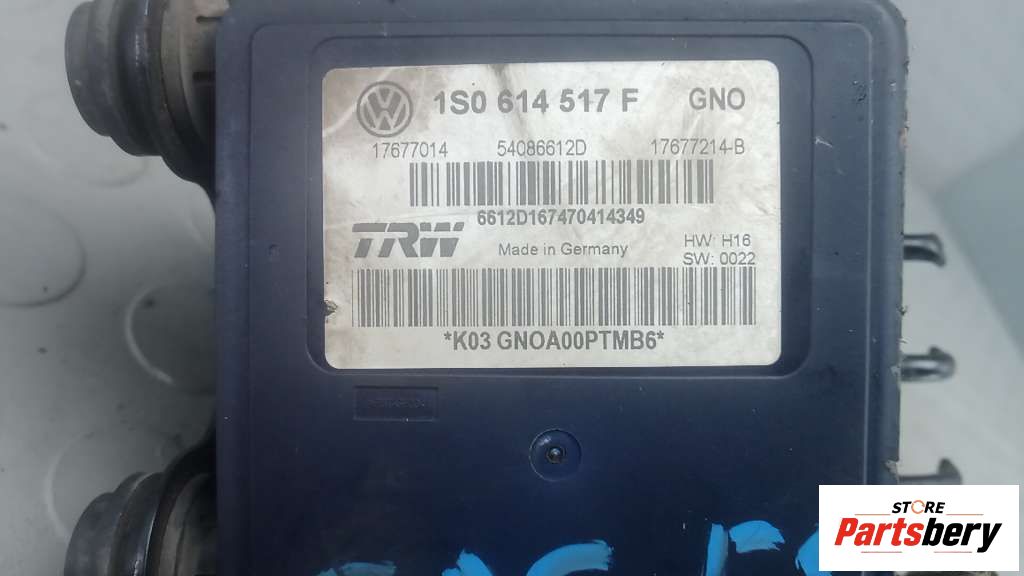 1S0 614 517 F GNO
17677014 54086612D 17677214-B
6612D167470414349
TRW Made in Germany HW: H16
SW: 0022
*K03 GNOA00PTMB6*
STORE
Partsbery